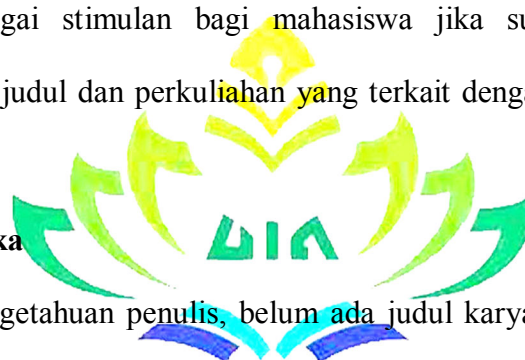 gai stimulan bagi mahasiswa jika su
judul dan perkuliahan yang terkait denga
ka
UIN
getahuan penulis, belum ada judul karya